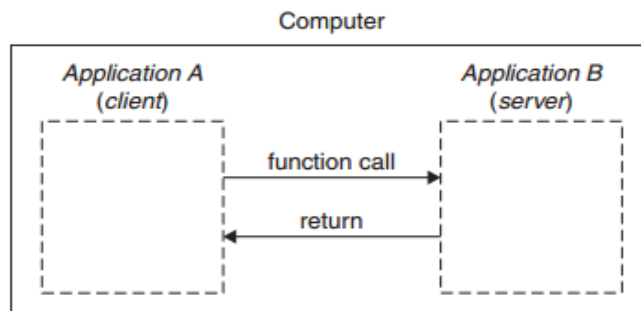 Computer
Application A
(client)
Application B
(server)
function call
return